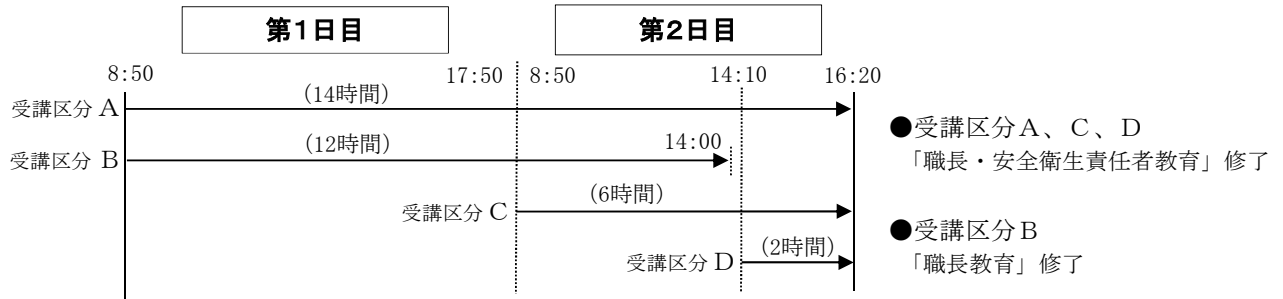 第1日目
第2日目
8:50
17:50
8:50
14:10
16:20
受講区分 A
(14時間)
受講区分 B
(12時間)
14:00
受講区分 C
(6時間)
受講区分 D
(2時間)
●受講区分A、C、D
「職長・安全衛生責任者教育」修了
●受講区分B
「職長教育」修了